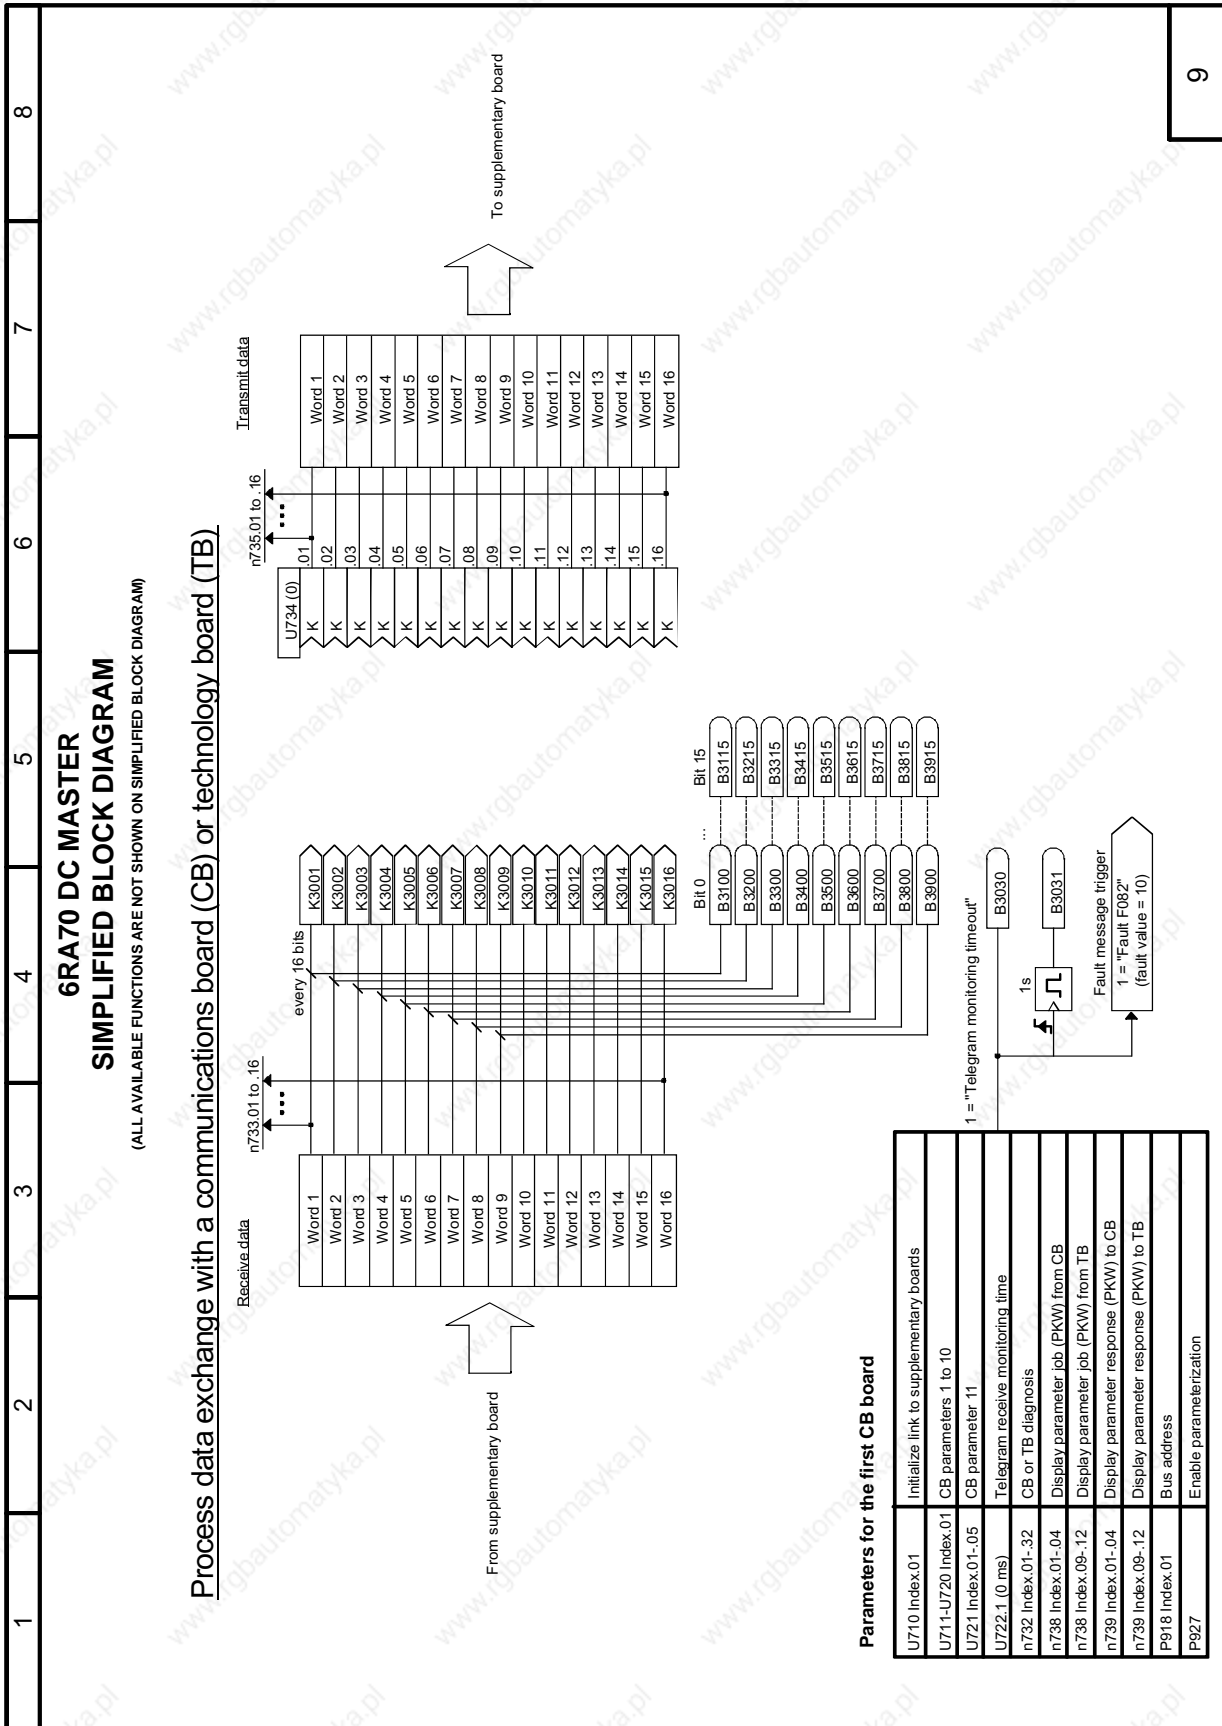 1 2 3 4 5 6 7 8
6RA70 DC MASTER
SIMPLIFIED BLOCK DIAGRAM
(ALL AVAILABLE FUNCTIONS ARE NOT SHOWN ON SIMPLIFIED BLOCK DIAGRAM)
Process data exchange with a communications board (CB) or technology board (TB)
Receive data
n733.01 to .16
...
From supplementary board
Word 1
Word 2
Word 3
Word 4
Word 5
Word 6
Word 7
Word 8
Word 9
Word 10
Word 11
Word 12
Word 13
Word 14
Word 15
Word 16
every 16 bits
K3001
K3002
K3003
K3004
K3005
K3006
K3007
K3008
K3009
K3010
K3011
K3012
K3013
K3014
K3015
K3016
Bit 0 ... Bit 15
B3100 B3115
B3200 B3215
B3300 B3315
B3400 B3415
B3500 B3515
B3600 B3615
B3700 B3715
B3800 B3815
B3900 B3915
Transmit data
n735.01 to .16
...
U734 (0)
K .01 Word 1
K .02 Word 2
K .03 Word 3
K .04 Word 4
K .05 Word 5
K .06 Word 6
K .07 Word 7
K .08 Word 8
K .09 Word 9
K .10 Word 10
K .11 Word 11
K .12 Word 12
K .13 Word 13
K .14 Word 14
K .15 Word 15
K .16 Word 16
To supplementary board
Parameters for the first CB board
U710 Index.01 Initialize link to supplementary boards
U711-U720 Index.01 CB parameters 1 to 10
U721 Index.01-.05 CB parameter 11
U722.1 (0 ms) Telegram receive monitoring time
n732 Index.01-.32 CB or TB diagnosis
n738 Index.01-.04 Display parameter job (PKW) from CB
n738 Index.09-.12 Display parameter job (PKW) from TB
n739 Index.01-.04 Display parameter response (PKW) to CB
n739 Index.09-.12 Display parameter response (PKW) to TB
P918 Index.01 Bus address
P927 Enable parameterization
1 = "Telegram monitoring timeout"
B3030
1s
B3031
Fault message trigger
1 = "Fault F082"
(fault value = 10)
9
www.rgbautomatyka.pl